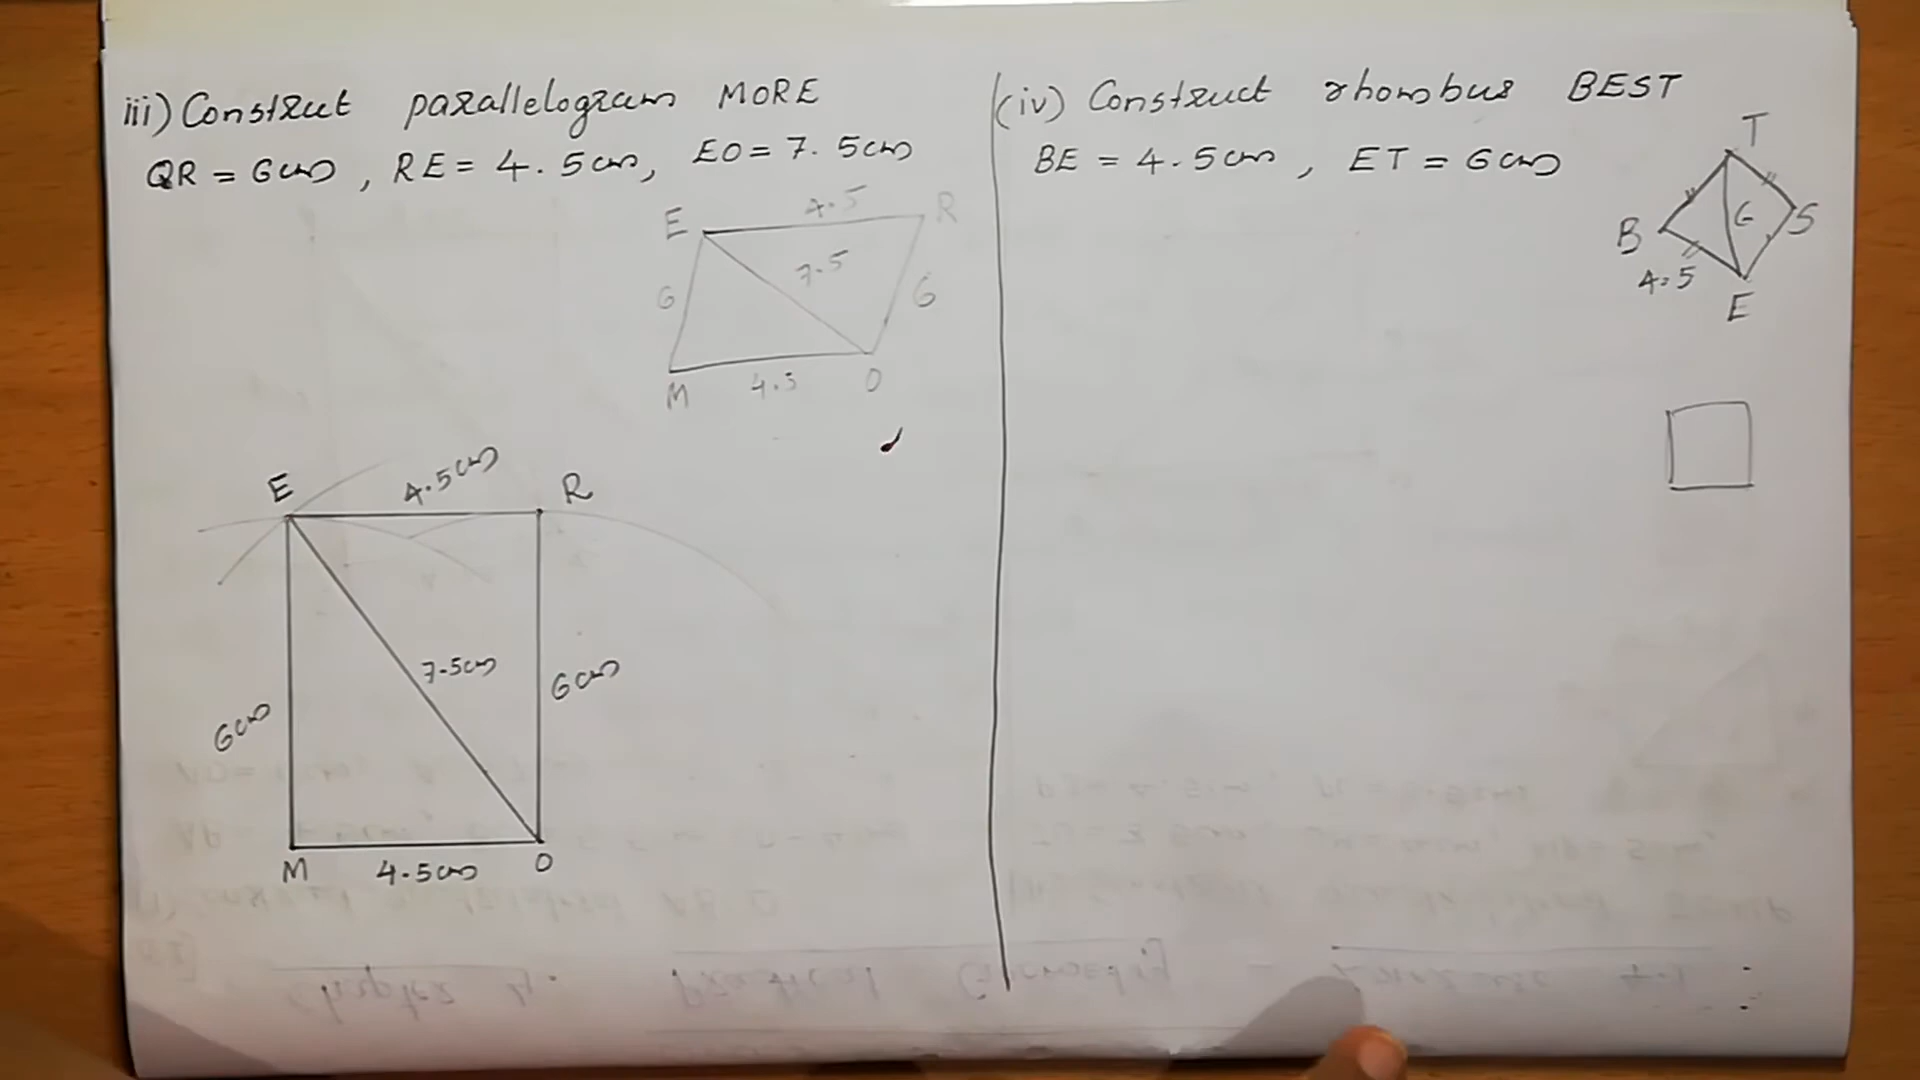 iii) Construct parallelogram MORE
QR = 6cm, RE = 4.5cm, EO = 7.5cm
E 4.5 R
6 7.5 6
M 4.5 O
E 4.5cm R
6cm 7.5cm 6cm
M 4.5cm O
(iv) Construct rhombus BEST
BE = 4.5cm, ET = 6cm
T
B 6 S
4.5
E